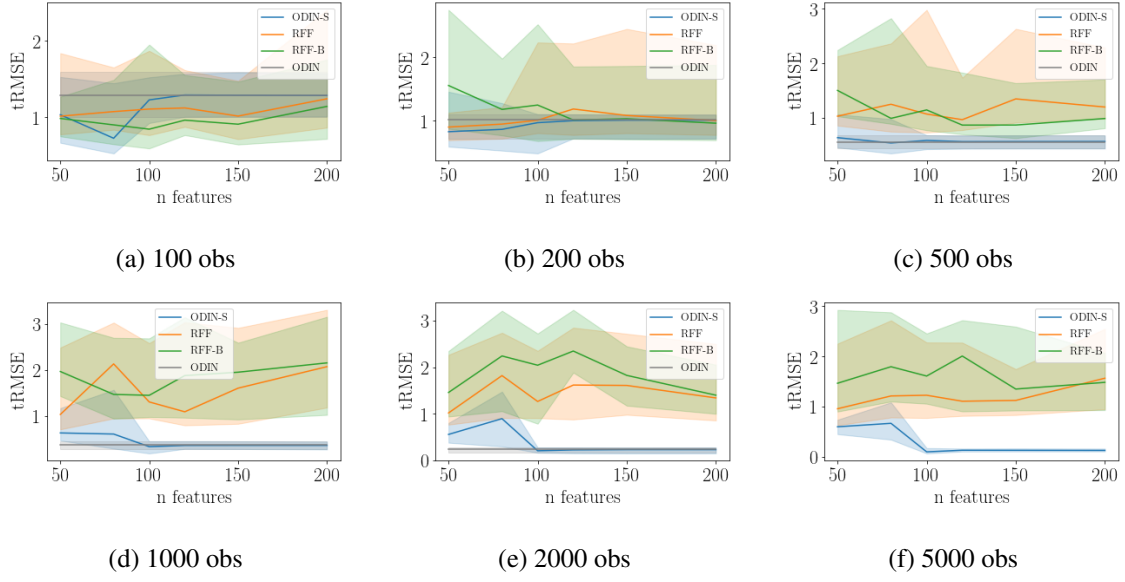 ODIN-S
RFF
RFF-B
ODIN
tRMSE
2
1
50
100
150
200
n features
(a) 100 obs
ODIN-S
RFF
RFF-B
ODIN
tRMSE
2
1
50
100
150
200
n features
(b) 200 obs
ODIN-S
RFF
RFF-B
ODIN
tRMSE
3
2
1
50
100
150
200
n features
(c) 500 obs
ODIN-S
RFF
RFF-B
ODIN
tRMSE
3
2
1
50
100
150
200
n features
(d) 1000 obs
ODIN-S
RFF
RFF-B
ODIN
tRMSE
3
2
1
0
50
100
150
200
n features
(e) 2000 obs
ODIN-S
RFF
RFF-B
tRMSE
3
2
1
0
50
100
150
200
n features
(f) 5000 obs